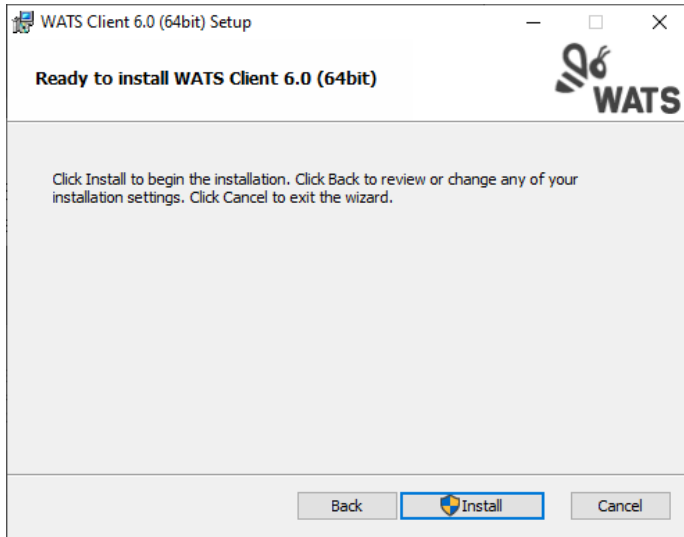 WATS Client 6.0 (64bit) Setup
Ready to install WATS Client 6.0 (64bit)
WATS
Click Install to begin the installation. Click Back to review or change any of your
installation settings. Click Cancel to exit the wizard.
Back
Install
Cancel